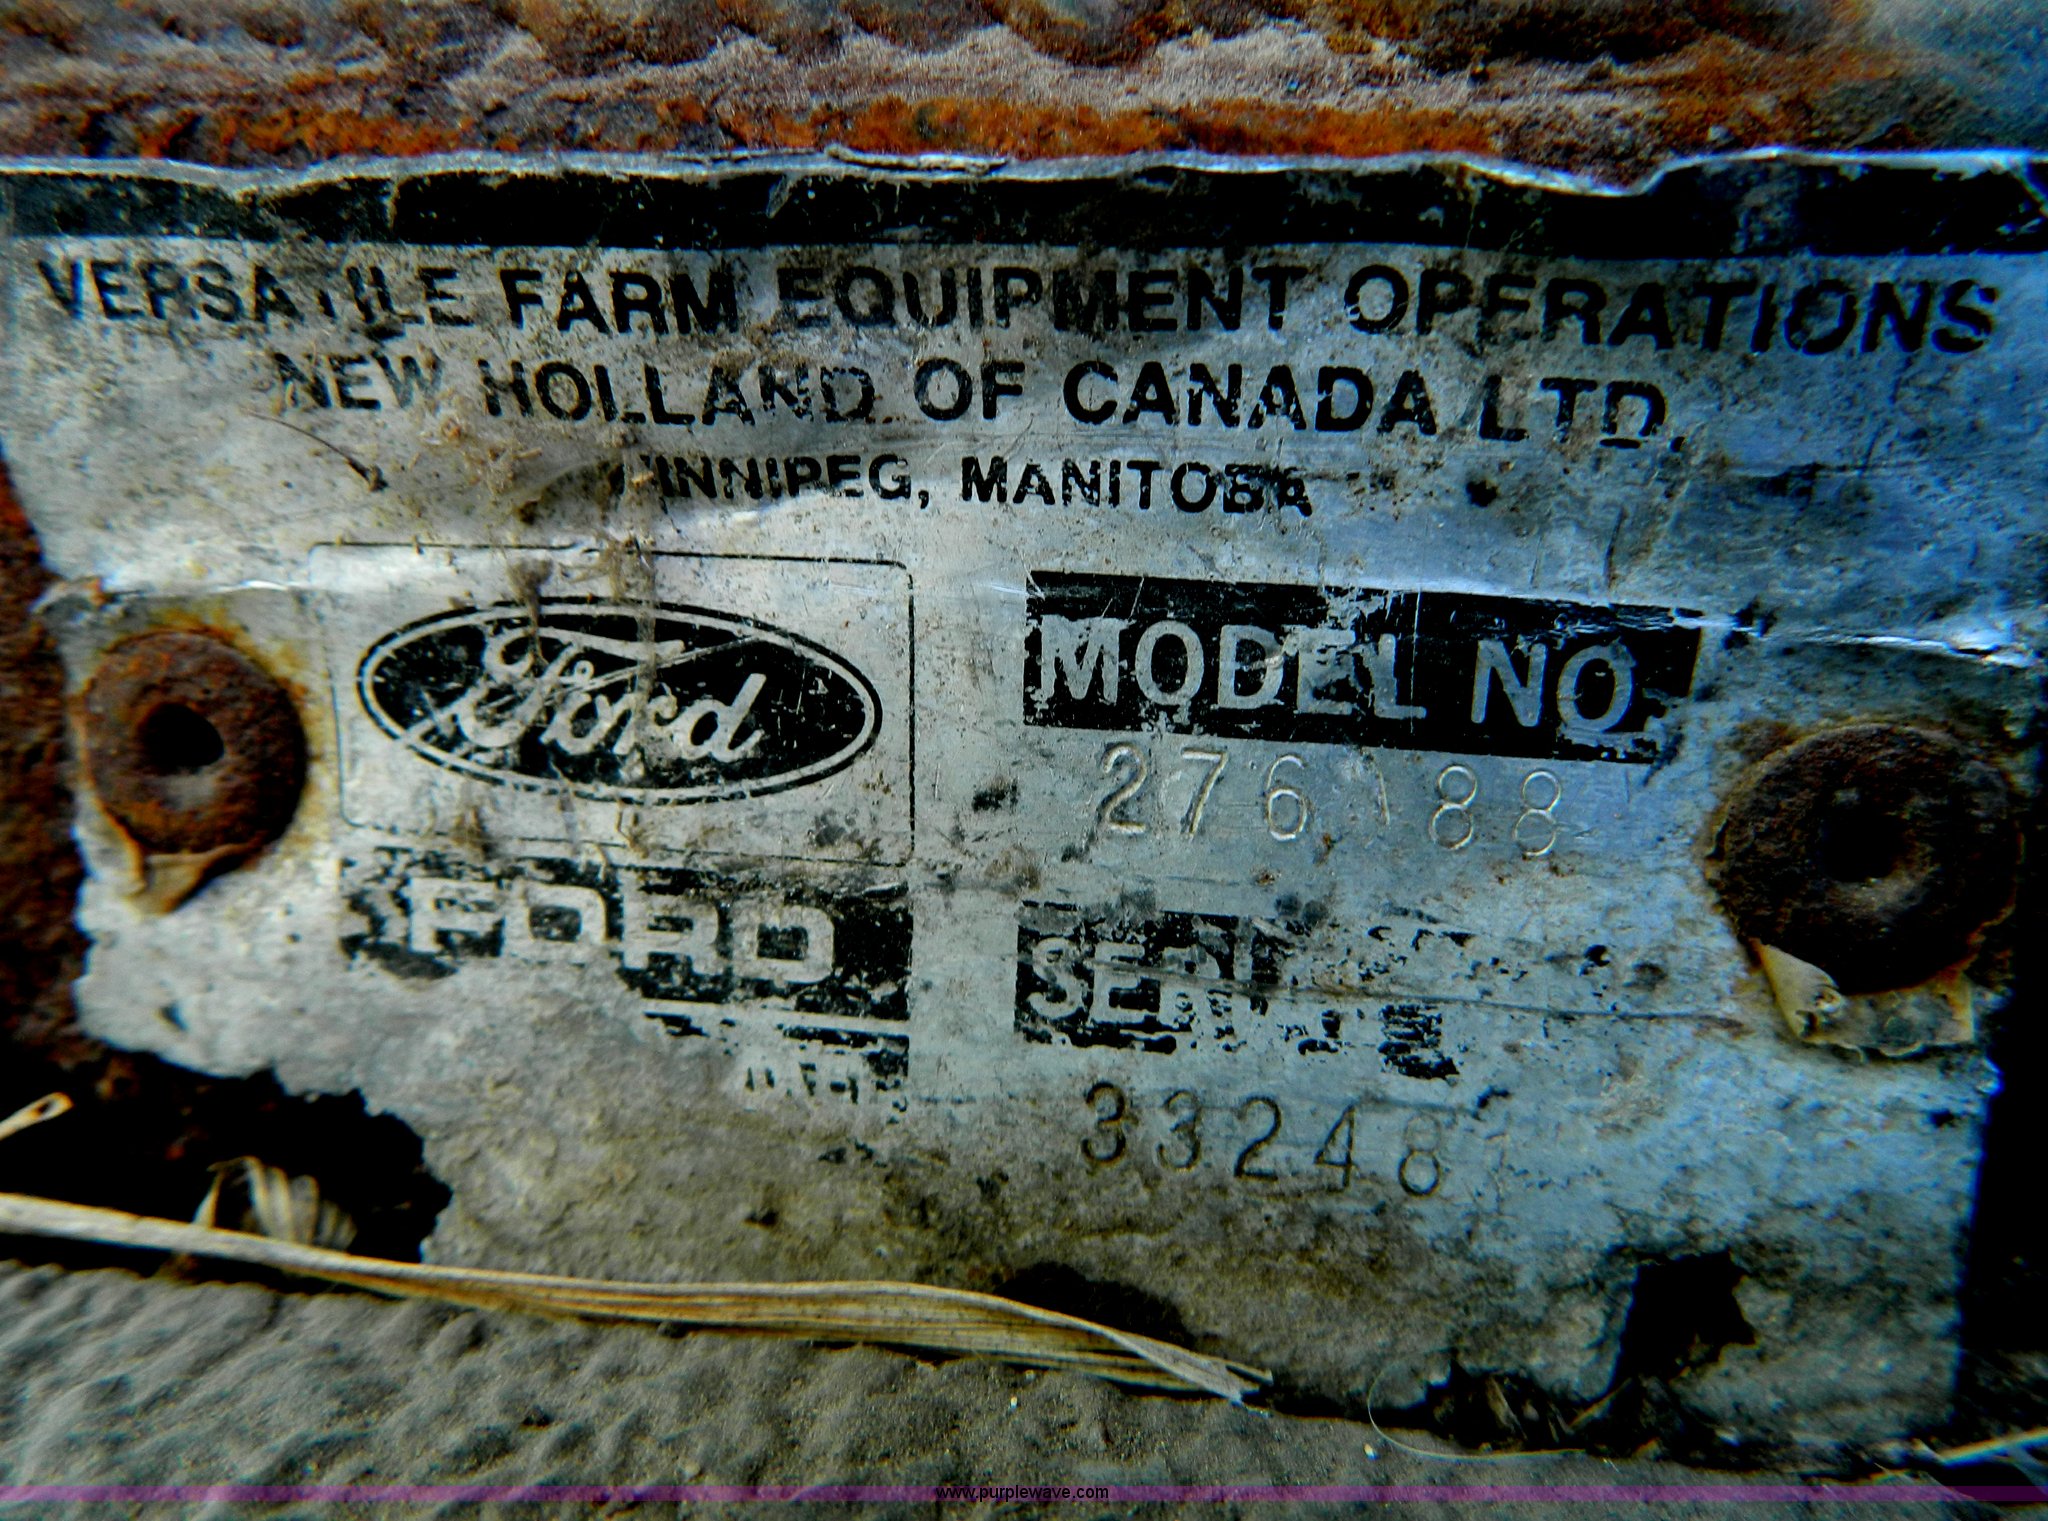 VERSATILE FARM EQUIPMENT OPERATIONS
NEW HOLLAND OF CANADA LTD.
WINNIPEG, MANITOBA
Ford
MODEL NO
276 88
FORD
33248
www.purplewave.com